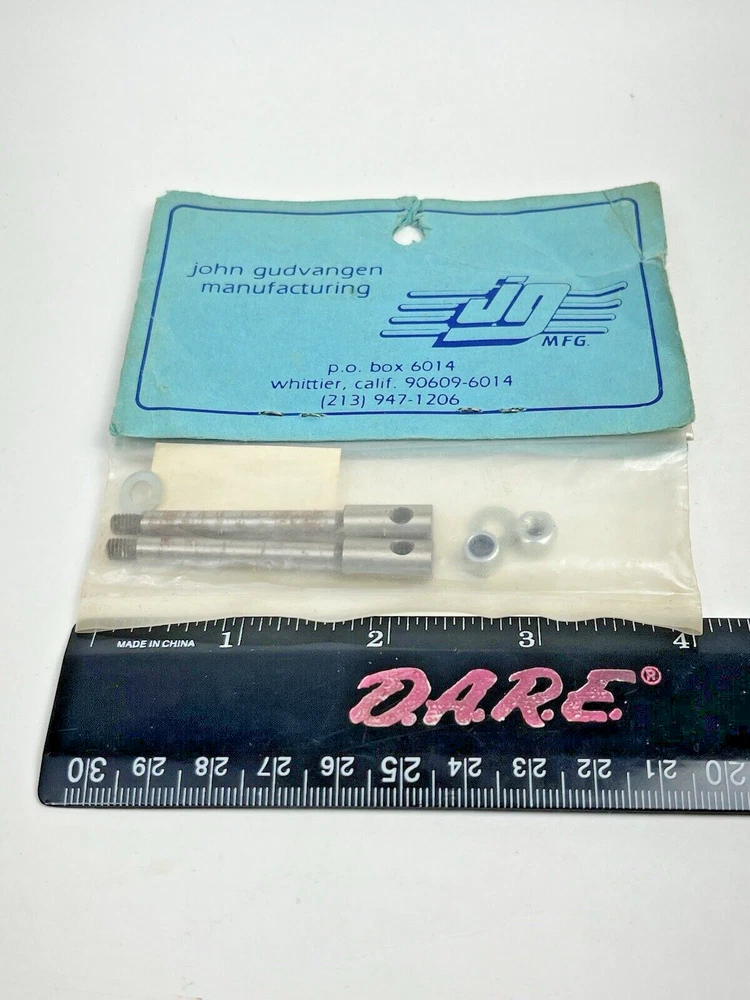 john gudvangen
manufacturing
jg
MFG.
p.o. box 6014
whittier, calif. 90609-6014
(213) 947-1206
MADE IN CHINA
1 2 3 4
D.A.R.E.®
30 29 28 27 26 25 24 23 22 21 20